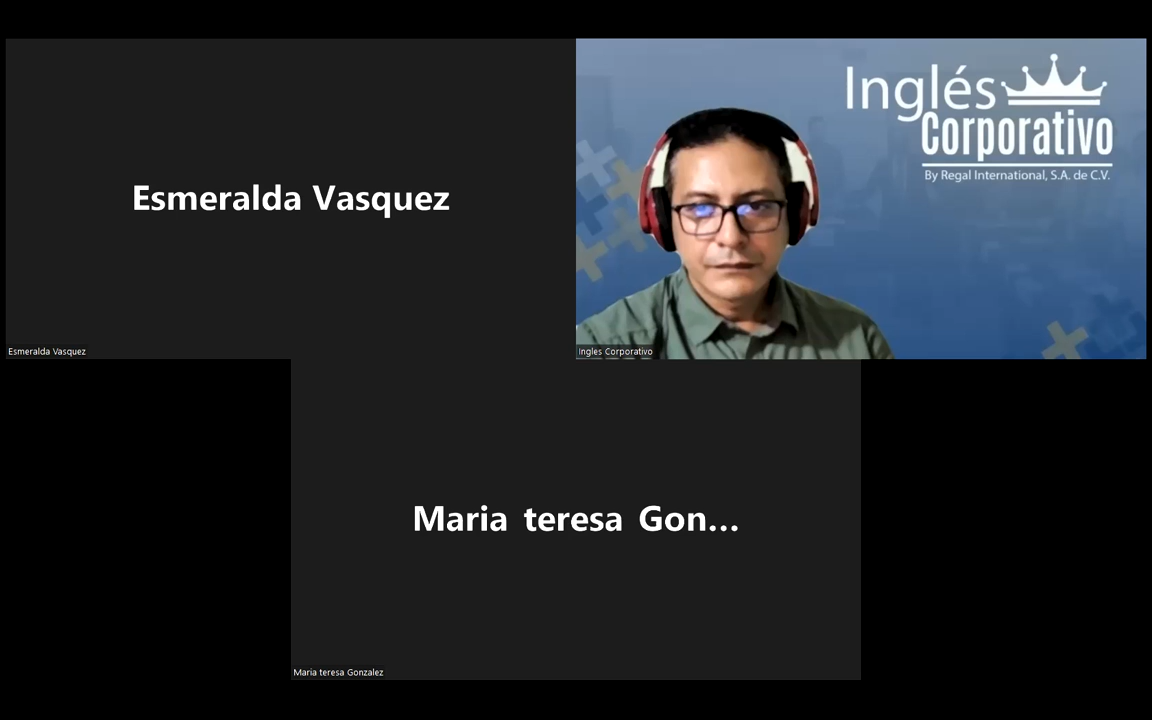 Esmeralda Vasquez
Esmeralda Vasquez
Inglés
Corporativo
By Regal International, S.A. de C.V.
Ingles Corporativo
Maria teresa Gon...
Maria teresa Gonzalez